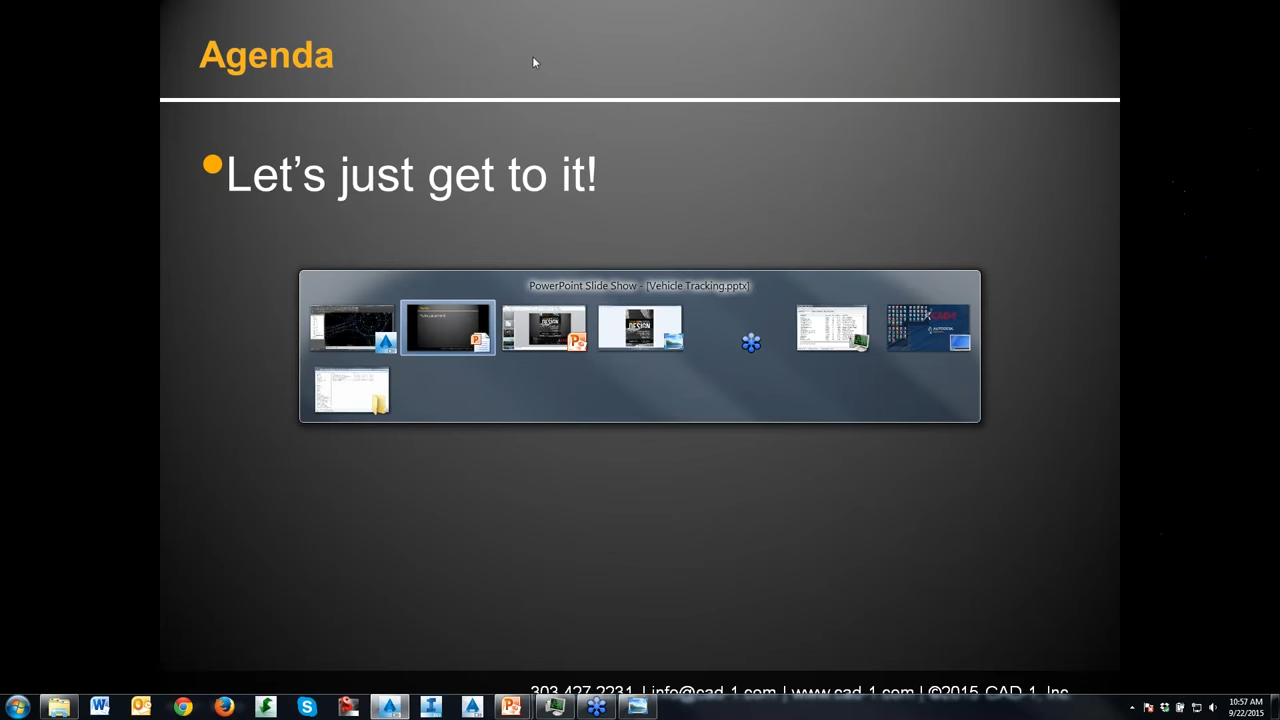 Agenda
Let's just get to it!
PowerPoint Slide Show - [Vehicle Tracking.pptx]
303.427.2231 | info@cad-1.com | www.cad-1.com | ©2015 CAD-1, Inc.
10:57 AM
9/22/2015